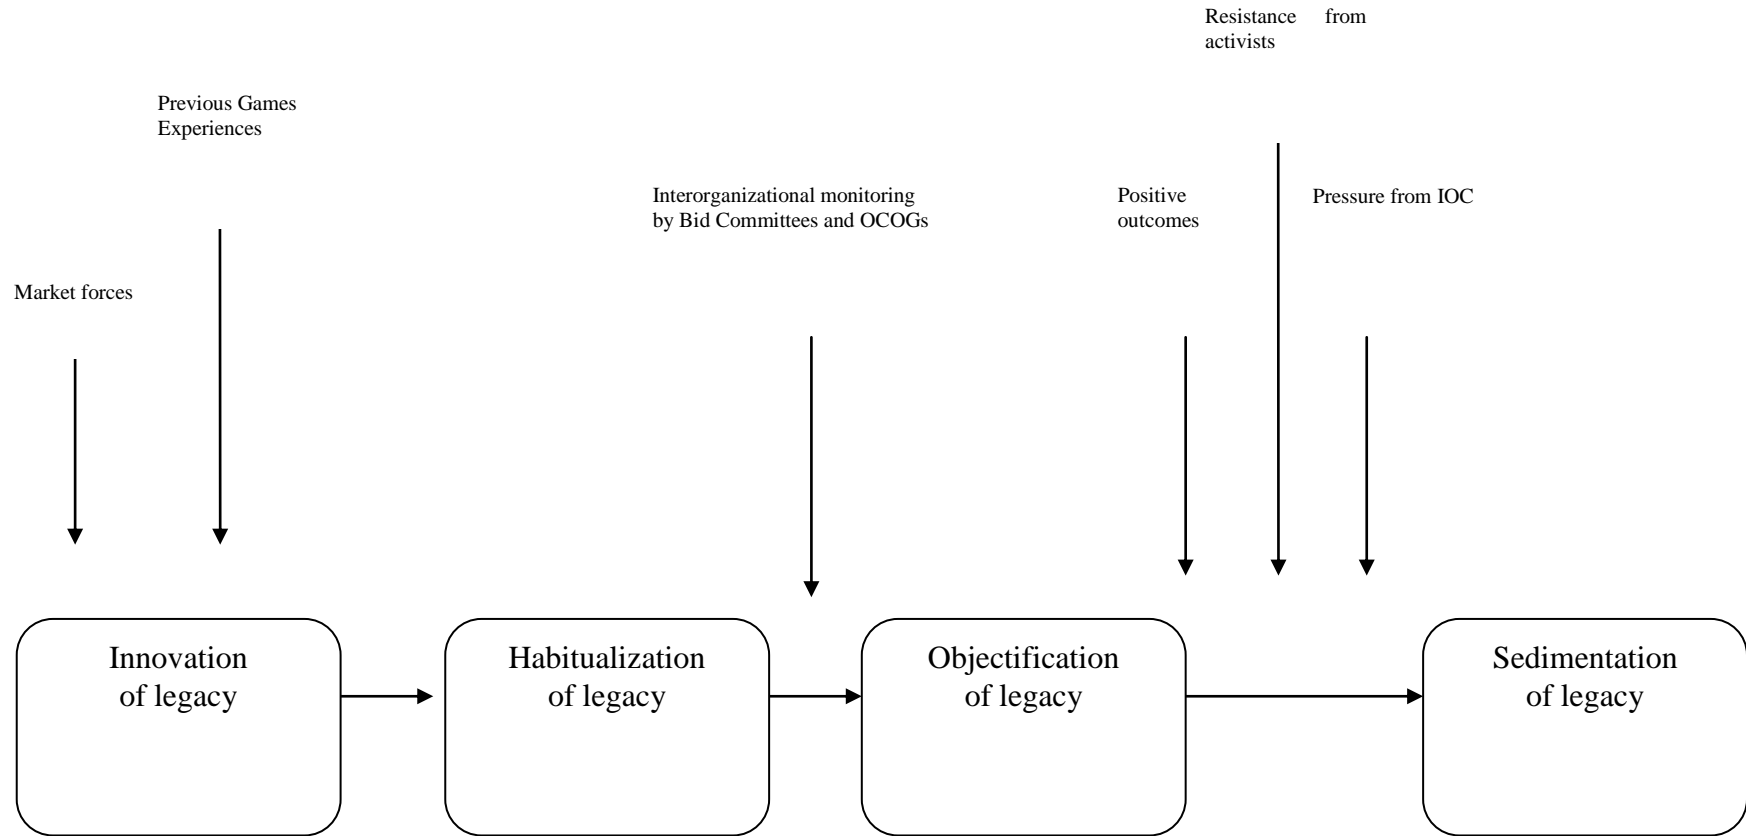 Resistance from
activists
Previous Games
Experiences
Interorganizational monitoring
by Bid Committees and OCOGs
Positive
outcomes
Pressure from IOC
Market forces
Innovation
of legacy
Habitualization
of legacy
Objectification
of legacy
Sedimentation
of legacy